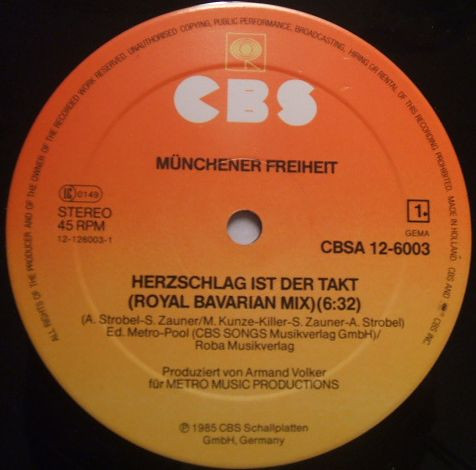 ALL RIGHTS OF THE PRODUCER AND OF THE OWNER OF THE RECORDED WORK RESERVED. UNAUTHORISED COPYING, PUBLIC PERFORMANCE, BROADCASTING, HIRING OR RENTAL OF THIS RECORDING PROHIBITED. MADE IN HOLLAND. CBS AND
CBS INC.
CBS
MÜNCHENER FREIHEIT
LC 0149
STEREO
45 RPM
12-126003-1
1.
GEMA
CBSA 12-6003
HERZSCHLAG IST DER TAKT
(ROYAL BAVARIAN MIX)(6:32)
(A. Strobel-S. Zauner/M. Kunze-Killer-S. Zauner-A. Strobel)
Ed. Metro-Pool (CBS SONGS Musikverlag GmbH)/
Roba Musikverlag
Produziert von Armand Volker
für METRO MUSIC PRODUCTIONS
℗ 1985 CBS Schallplatten
GmbH, Germany